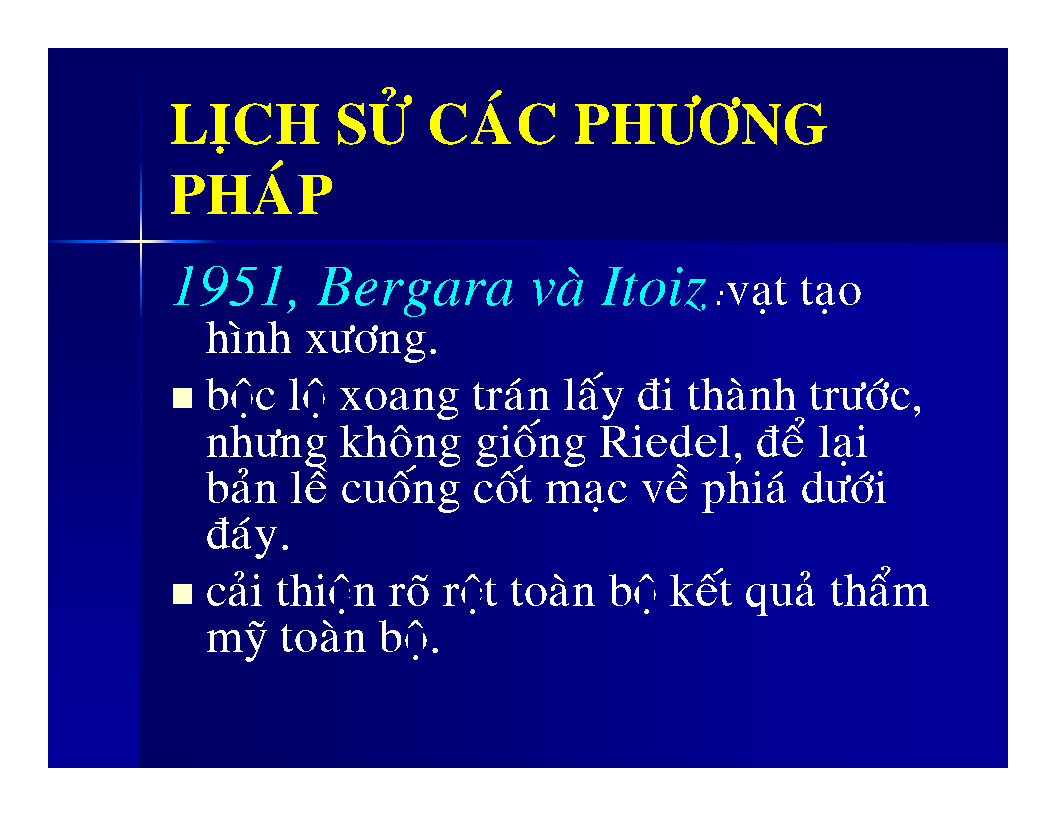 LỊCH SỬ CÁC PHƯƠNG
PHÁP
1951, Bergara và Itoiz :vạt tạo
hình xương.
bộc lộ xoang trán lấy đi thành trước,
nhưng không giống Riedel, để lại
bản lề cuống cốt mạc về phiá dưới
đáy.
cải thiện rõ rệt toàn bộ kết quả thẩm
mỹ toàn bộ.